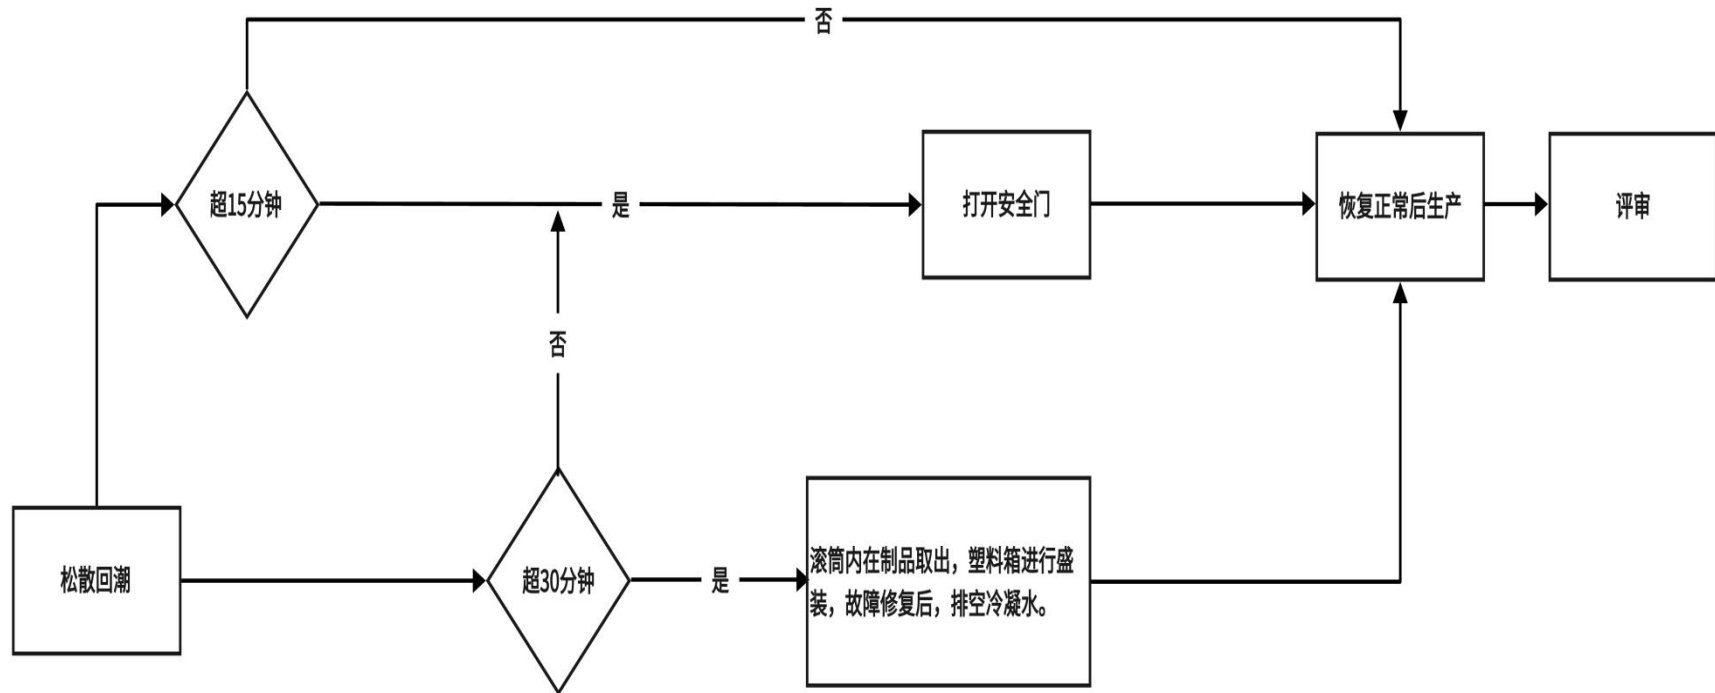 否
超15分钟
是
打开安全门
恢复正常后生产
评审
否
松散回潮
超30分钟
是
滚筒内在制品取出，塑料箱进行盛
装，故障修复后，排空冷凝水。